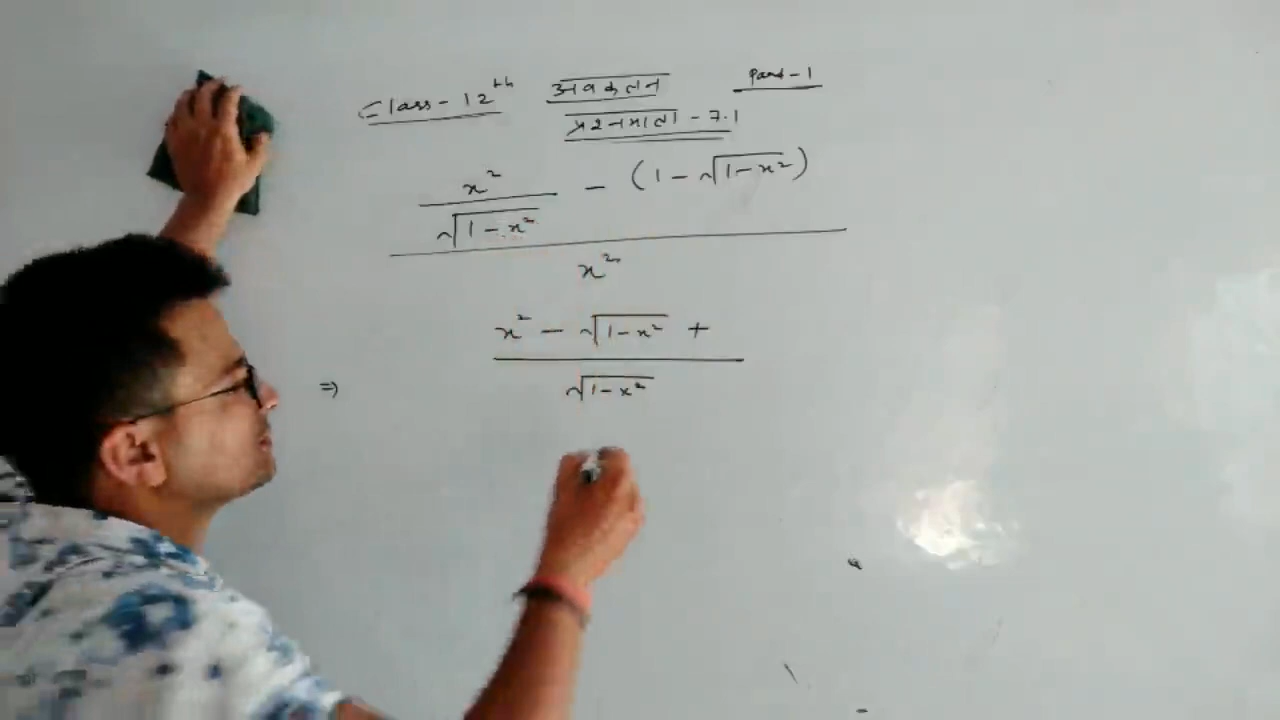 Class-12th अवकलन Part-1
प्रश्नमाला-7.1
x²/√(1-x²) - (1-√(1-x²))
x²
x² - √(1-x²) +
⇒
√(1-x²)